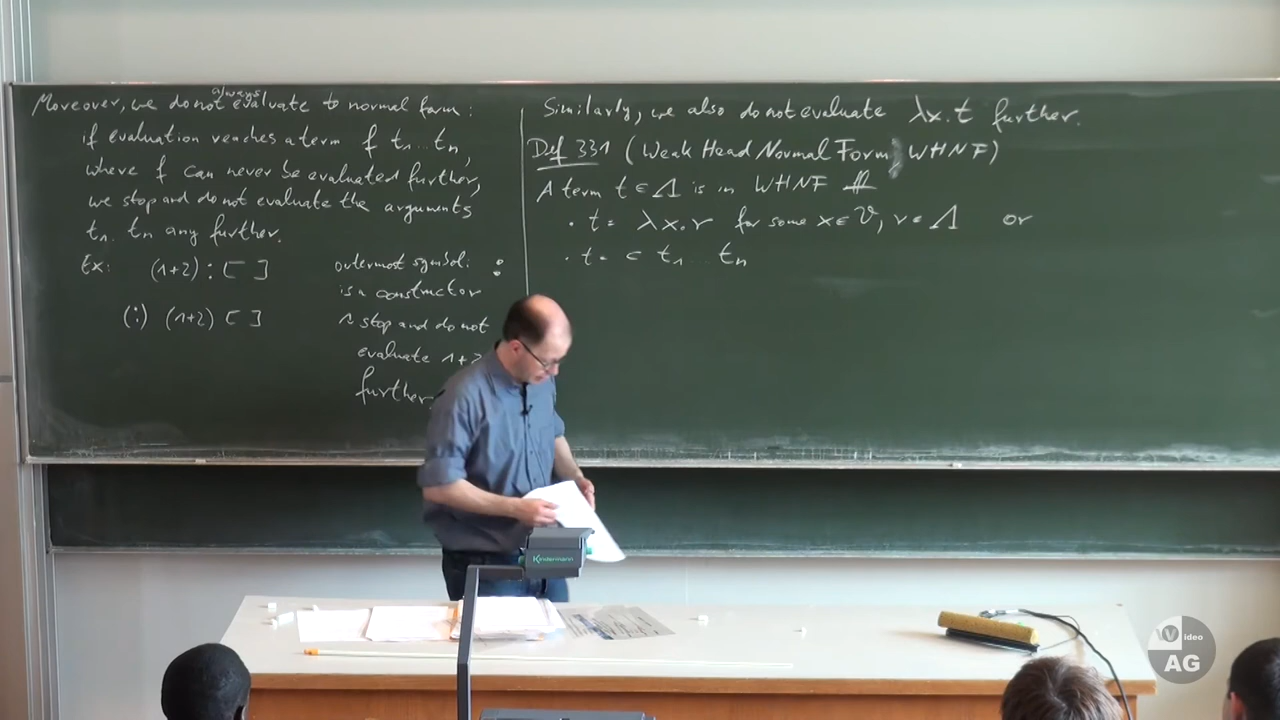 always
Moreover, we do not evaluate to normal form:
if evaluation reaches a term f t₁…tₙ,
where f can never be evaluated further,
we stop and do not evaluate the arguments
t₁…tₙ any further.
Ex: (1+2) : [ ]
(:) (1+2) [ ]
outermost symbol :
is a constructor
↷ stop and do not
evaluate 1+2
further
Similarly, we also do not evaluate λx.t further.
Def 331 (Weak Head Normal Form, WHNF)
A term t ∈ Λ is in WHNF iff
· t = λx.r for some x ∈ V, r ∈ Λ or
· t = c t₁ … tₙ
Kindermann
Video
AG